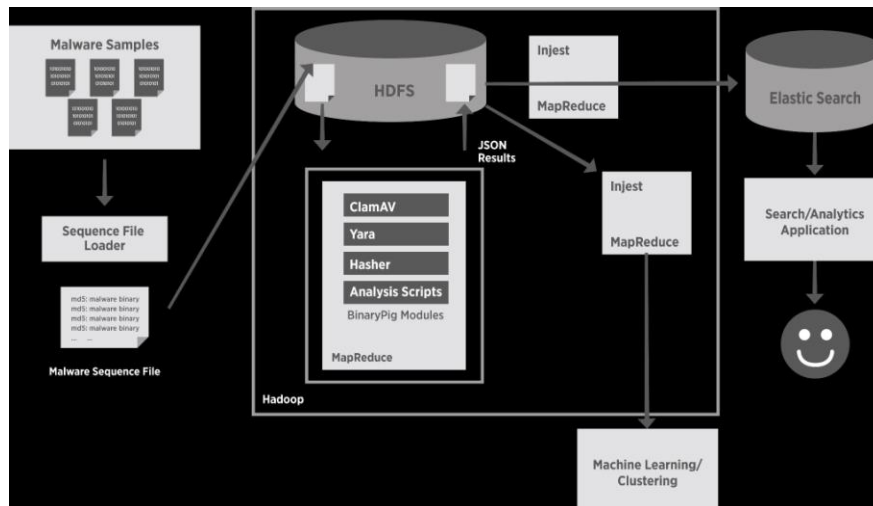 Malware Samples
Sequence File
Loader
md5: malware binary
md5: malware binary
md5: malware binary
md5: malware binary
Malware Sequence File
HDFS
JSON
Results
ClamAV
Yara
Hasher
Analysis Scripts
BinaryPig Modules
MapReduce
Hadoop
Injest
MapReduce
Injest
MapReduce
Machine Learning/
Clustering
Elastic Search
Search/Analytics
Application